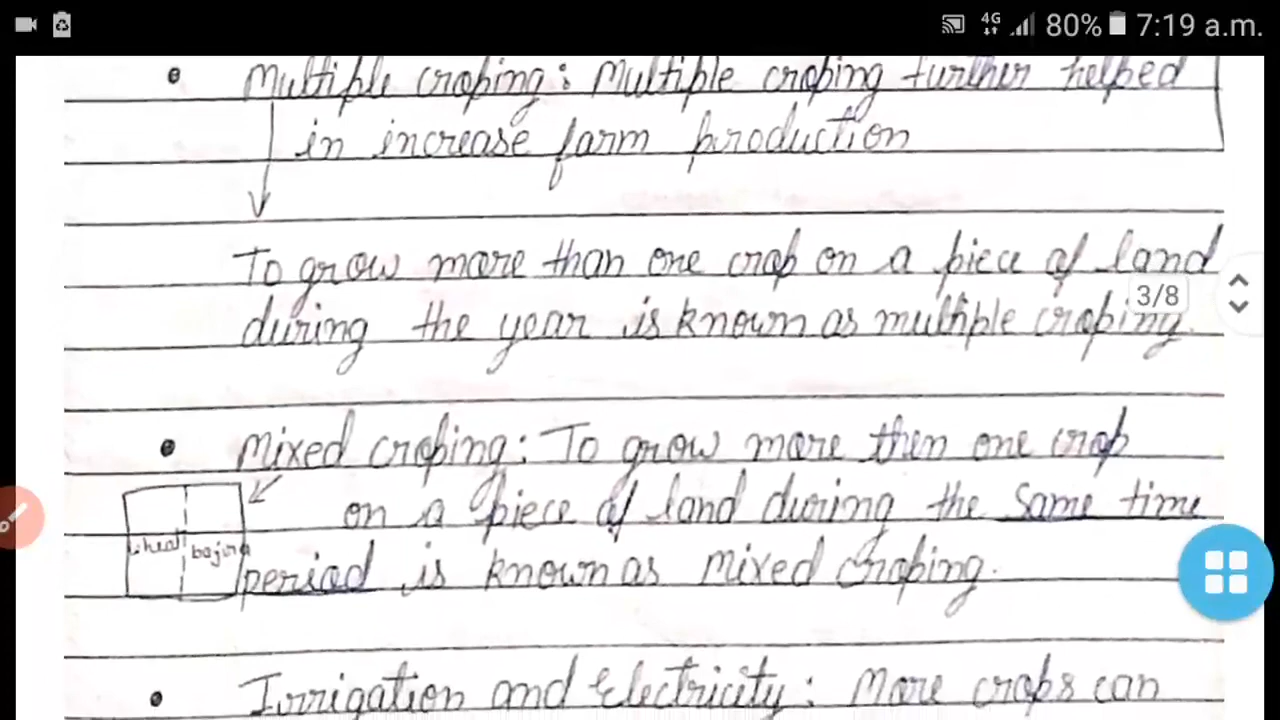 4G 80% 7:19 a.m.
• Multiple croping: Multiple croping further helped
in increase farm production
To grow more than one crop on a piece of land
3/8
during the year is known as multiple croping.
• Mixed croping: To grow more then one crop
on a piece of land during the same time
wheat bajra
period is known as mixed croping.
• Irrigation and Electricity: More crops can